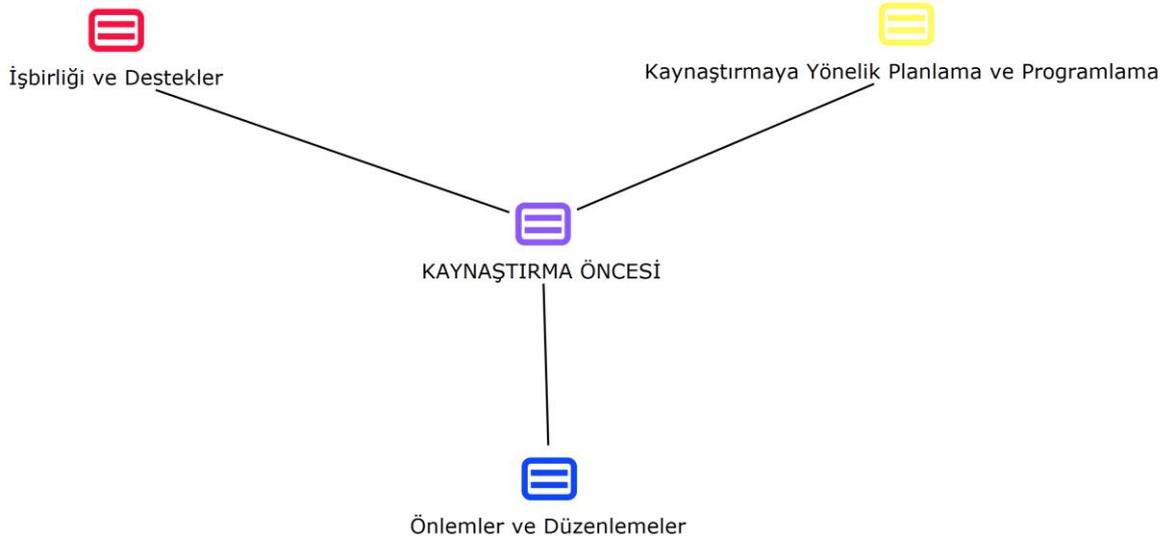 İşbirliği ve Destekler
Kaynaştırmaya Yönelik Planlama ve Programlama
KAYNAŞTIRMA ÖNCESİ
Önlemler ve Düzenlemeler